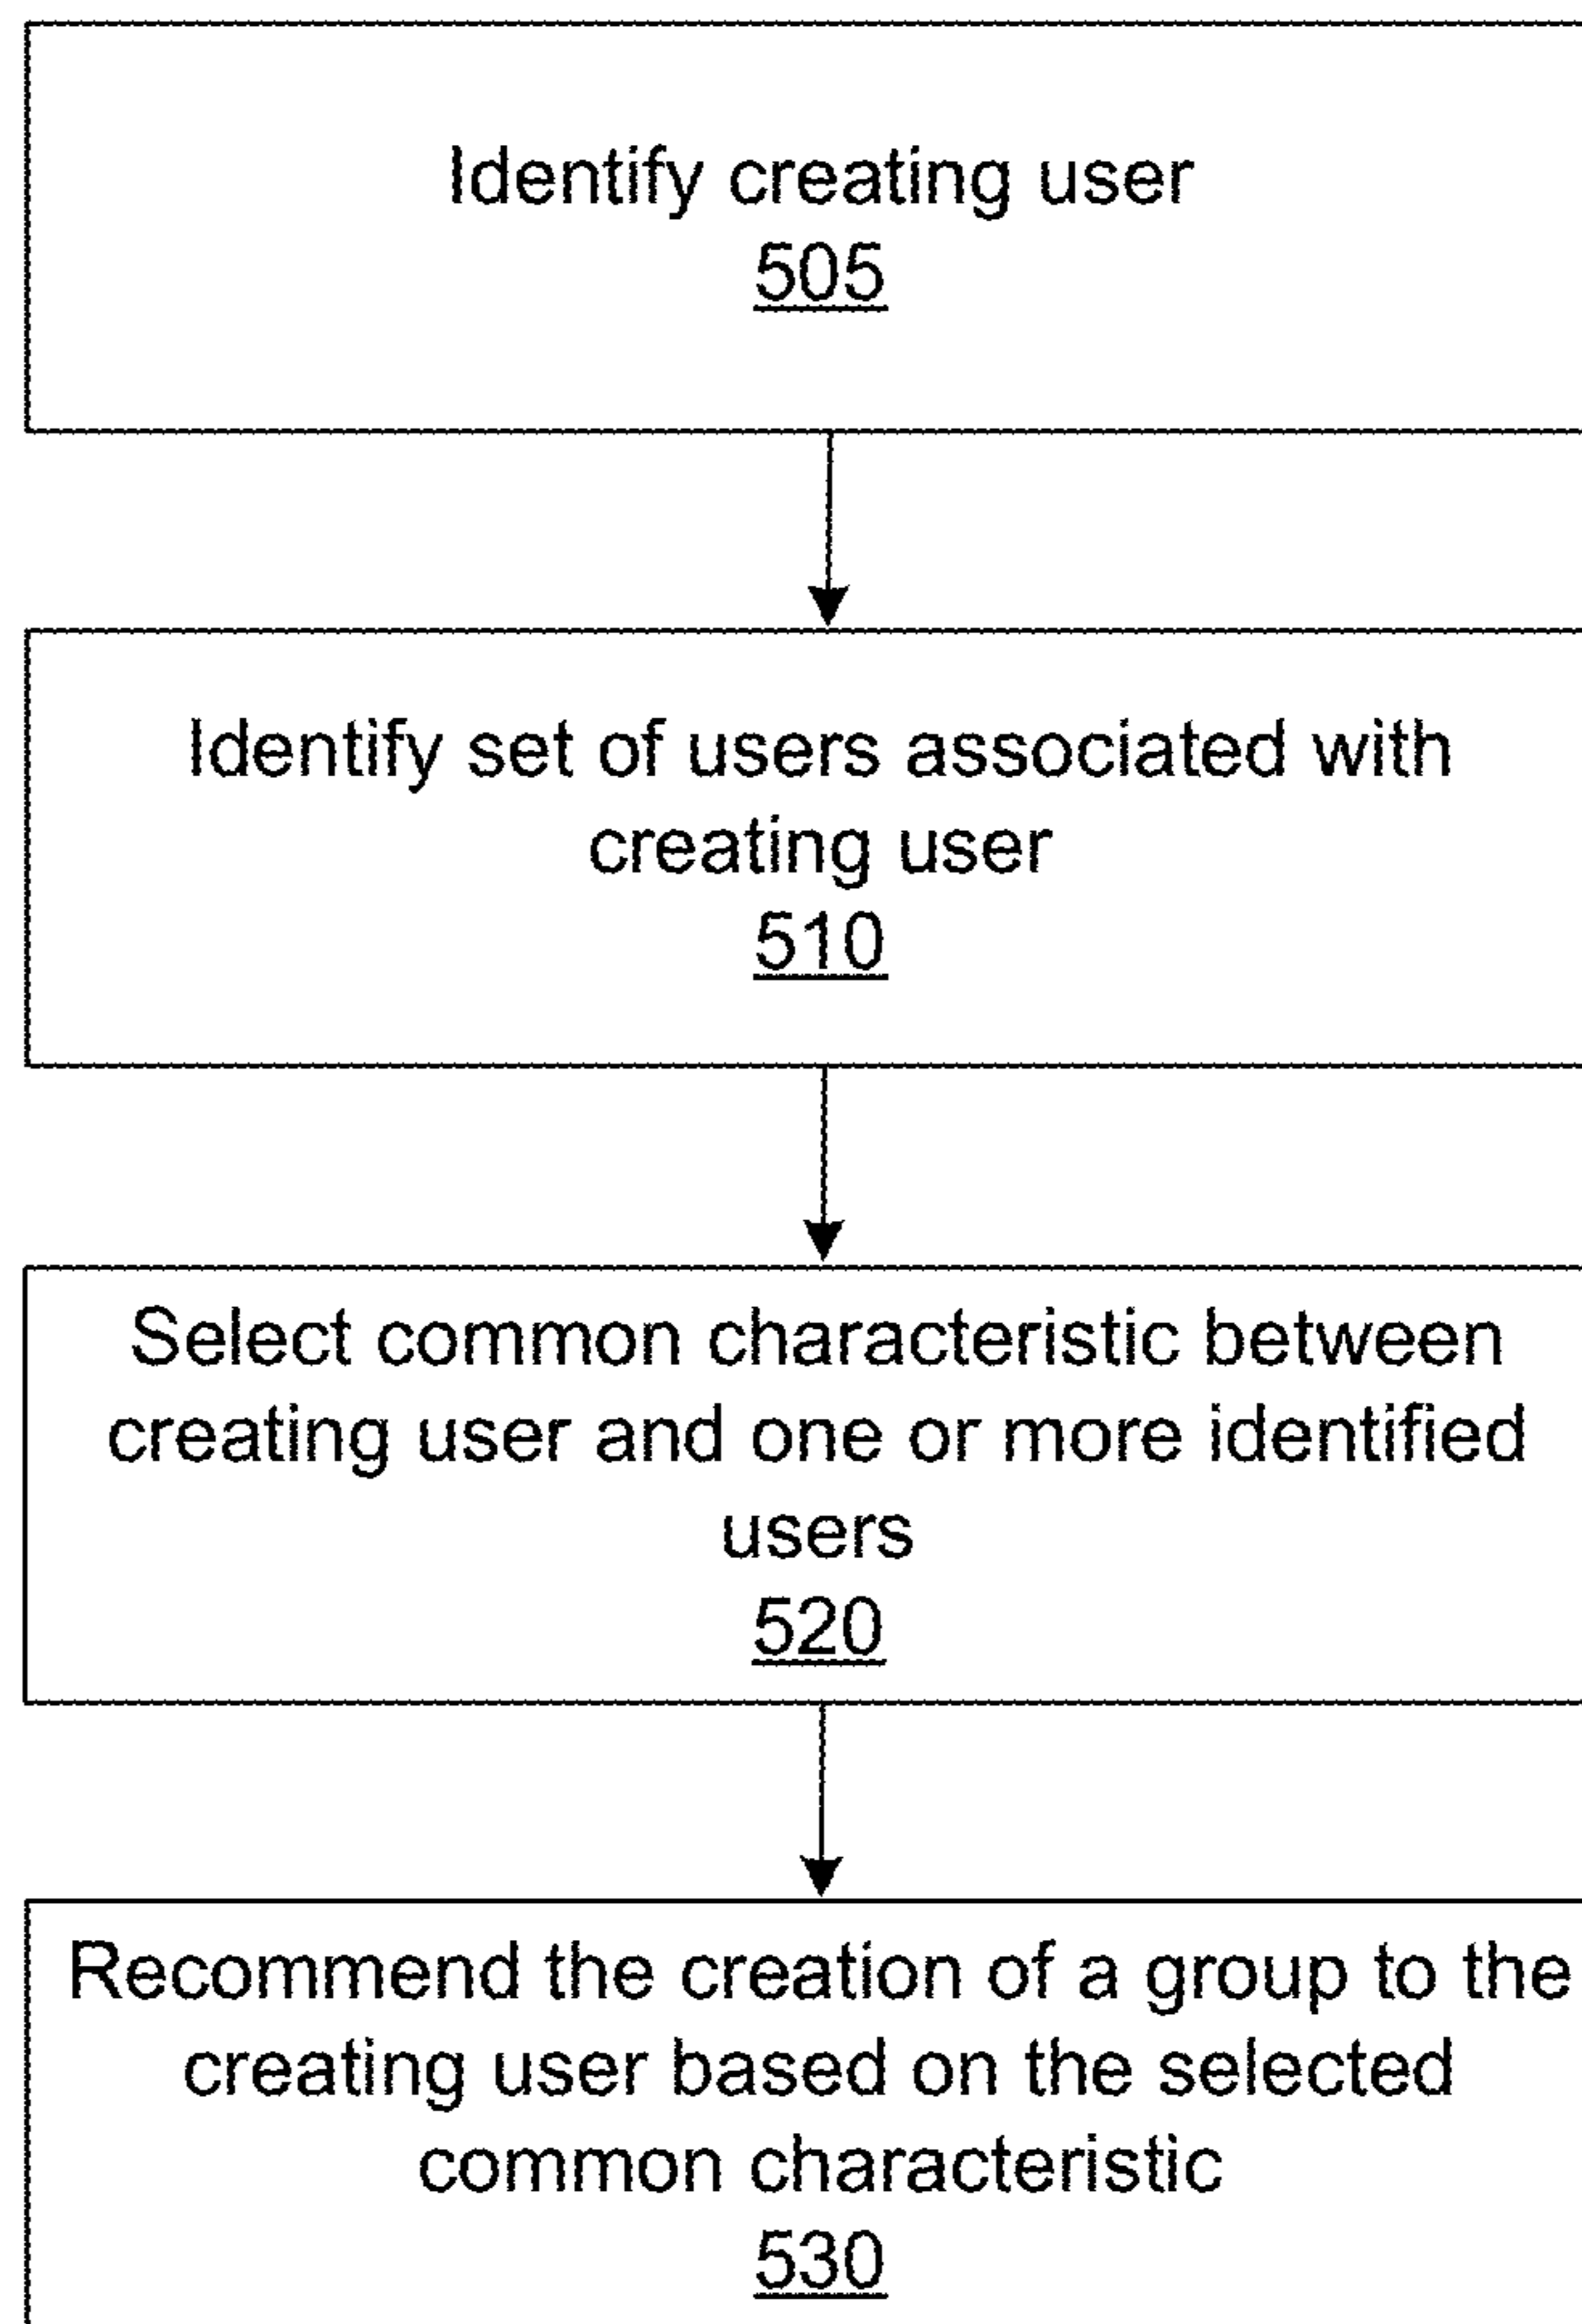 Identify creating user
505
Identify set of users associated with
creating user
510
Select common characteristic between
creating user and one or more identified
users
520
Recommend the creation of a group to the
creating user based on the selected
common characteristic
530